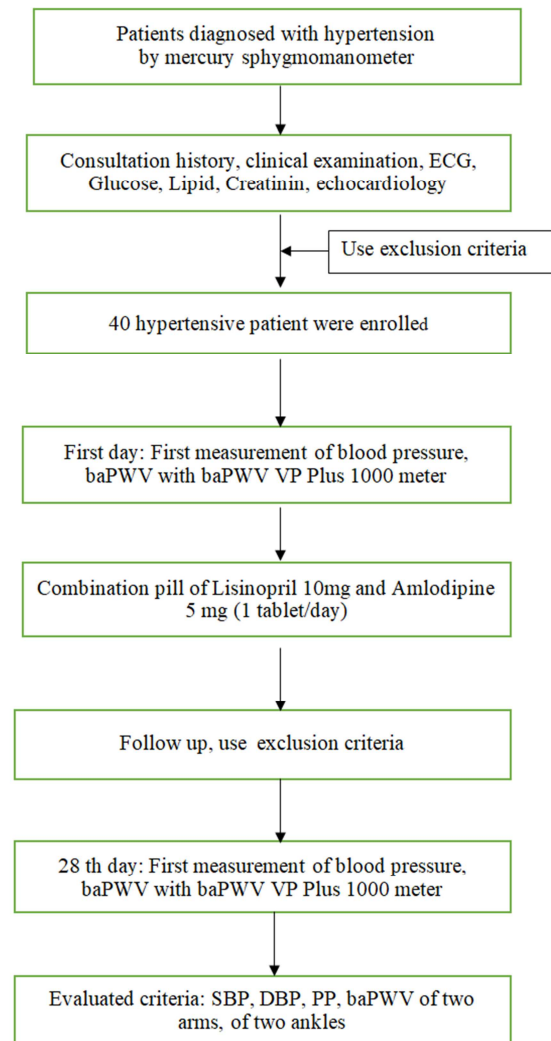 Patients diagnosed with hypertension
by mercury sphygmomanometer
Consultation history, clinical examination, ECG,
Glucose, Lipid, Creatinin, echocardiology
Use exclusion criteria
40 hypertensive patient were enrolled
First day: First measurement of blood pressure,
baPWV with baPWV VP Plus 1000 meter
Combination pill of Lisinopril 10mg and Amlodipine
5 mg (1 tablet/day)
Follow up, use exclusion criteria
28 th day: First measurement of blood pressure,
baPWV with baPWV VP Plus 1000 meter
Evaluated criteria: SBP, DBP, PP, baPWV of two
arms, of two ankles